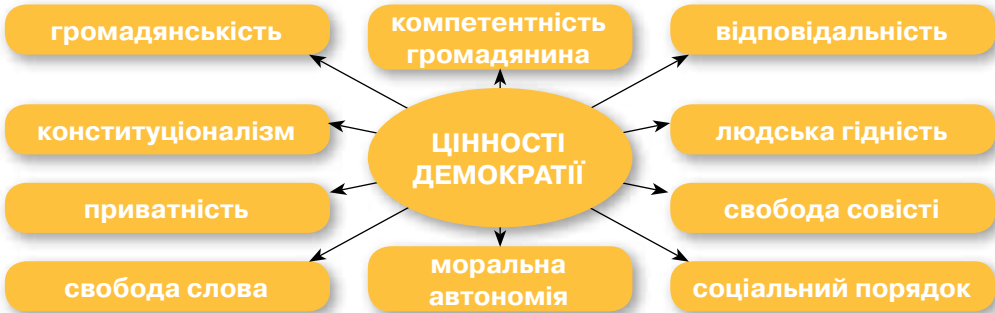 громадянськість
компетентність
громадянина
відповідальність
конституціоналізм
ЦІННОСТІ
ДЕМОКРАТІЇ
людська гідність
приватність
свобода совісті
свобода слова
моральна
автономія
соціальний порядок